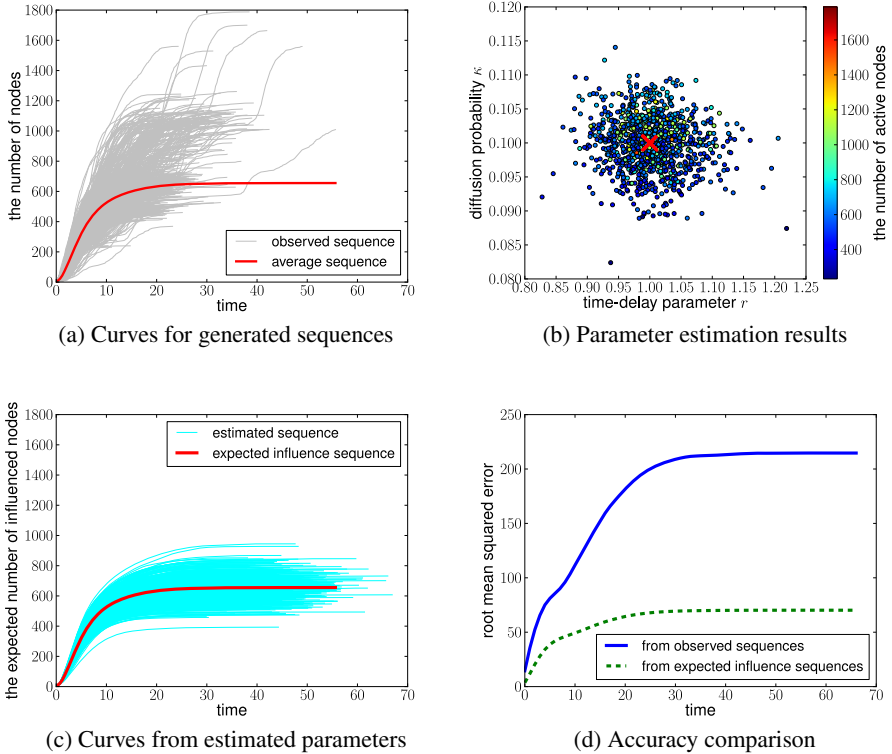 1800
1600
1400
1200
1000
800
600
400
200
0
the number of nodes
0 10 20 30 40 50 60 70
time
observed sequence
average sequence
(a) Curves for generated sequences
0.120
0.115
0.110
0.105
0.100
0.095
0.090
0.085
0.080
diffusion probability κ
0.80 0.85 0.90 0.95 1.00 1.05 1.10 1.15 1.20 1.25
time-delay parameter r
1600
1400
1200
1000
800
600
400
the number of active nodes
(b) Parameter estimation results
1800
1600
1400
1200
1000
800
600
400
200
0
the expected number of influenced nodes
0 10 20 30 40 50 60 70
time
estimated sequence
expected influence sequence
(c) Curves from estimated parameters
250
200
150
100
50
0
root mean squared error
0 10 20 30 40 50 60 70
time
from observed sequences
from expected influence sequences
(d) Accuracy comparison